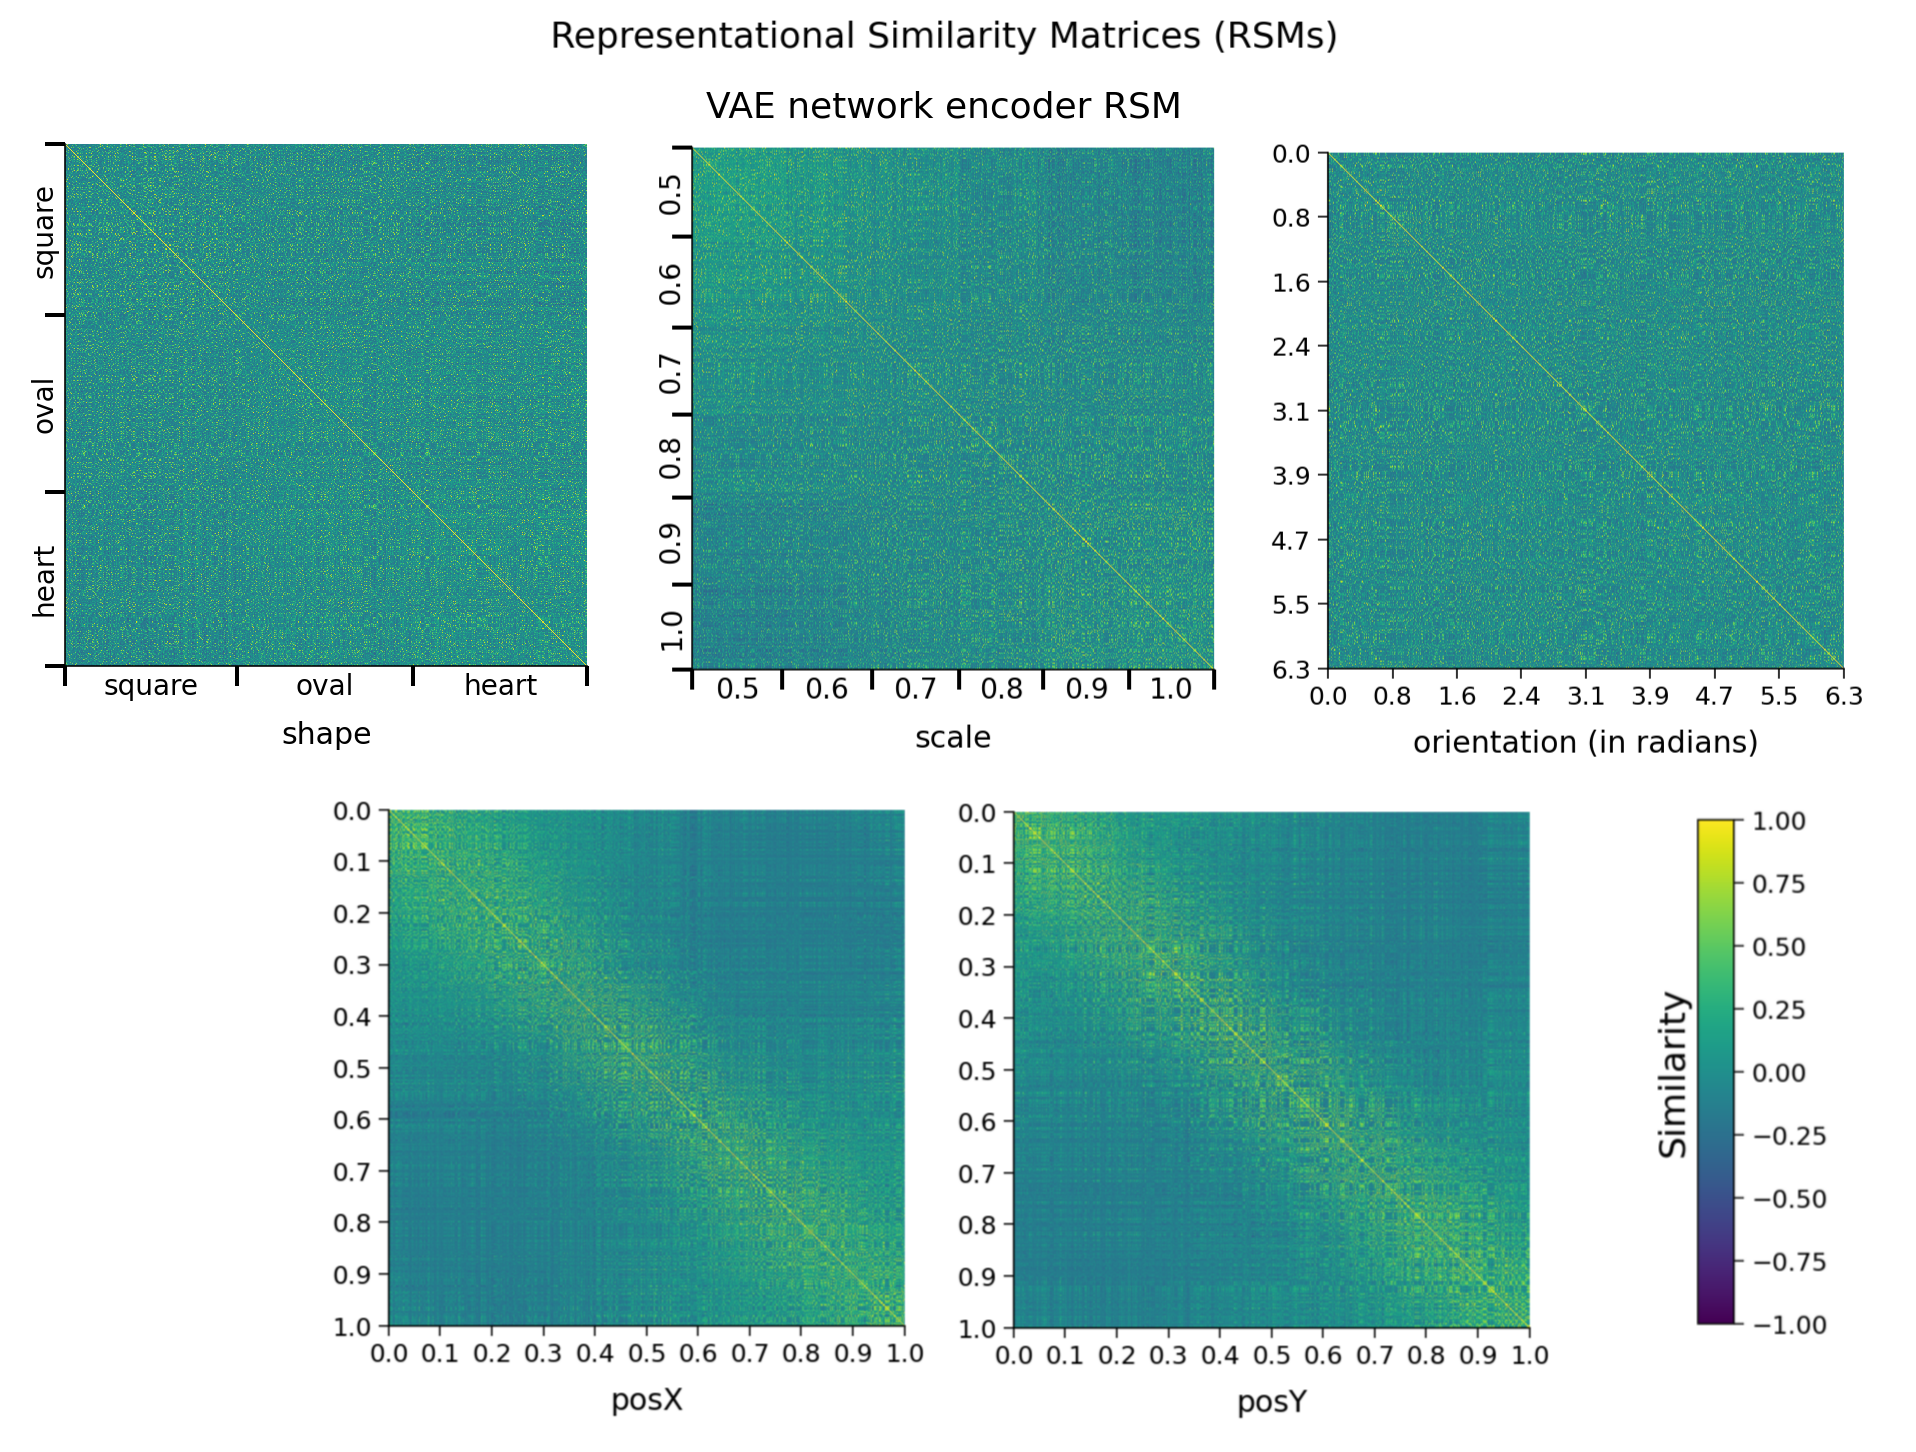 Representational Similarity Matrices (RSMs)
VAE network encoder RSM
square
oval
heart
square oval heart
shape
0.5
0.6
0.7
0.8
0.9
1.0
0.5 0.6 0.7 0.8 0.9 1.0
scale
0.0
0.8
1.6
2.4
3.1
3.9
4.7
5.5
6.3
0.0 0.8 1.6 2.4 3.1 3.9 4.7 5.5 6.3
orientation (in radians)
0.0
0.1
0.2
0.3
0.4
0.5
0.6
0.7
0.8
0.9
1.0
0.0 0.1 0.2 0.3 0.4 0.5 0.6 0.7 0.8 0.9 1.0
posX
0.0
0.1
0.2
0.3
0.4
0.5
0.6
0.7
0.8
0.9
1.0
0.0 0.1 0.2 0.3 0.4 0.5 0.6 0.7 0.8 0.9 1.0
posY
Similarity
1.00
0.75
0.50
0.25
0.00
−0.25
−0.50
−0.75
−1.00